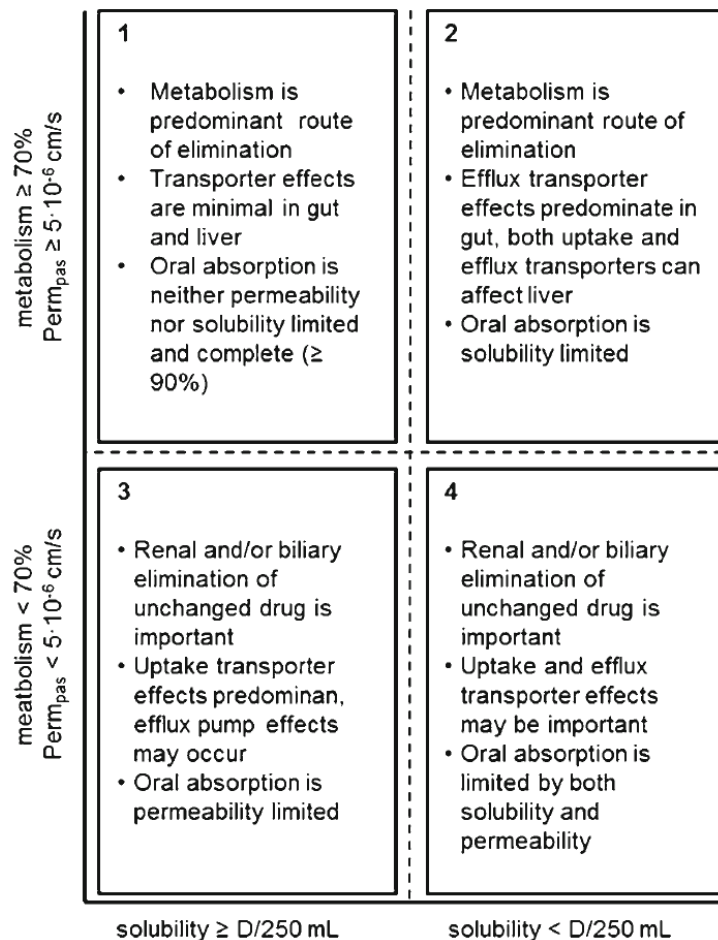 metabolism ≥ 70%
Perm_pas ≥ 5·10⁻⁶ cm/s
1
• Metabolism is
predominant route
of elimination
• Transporter effects
are minimal in gut
and liver
• Oral absorption is
neither permeability
nor solubility limited
and complete (≥
90%)
2
• Metabolism is
predominant route of
elimination
• Efflux transporter
effects predominate in
gut, both uptake and
efflux transporters can
affect liver
• Oral absorption is
solubility limited
meatbolism < 70%
Perm_pas < 5·10⁻⁶ cm/s
3
• Renal and/or biliary
elimination of
unchanged drug is
important
• Uptake transporter
effects predominan,
efflux pump effects
may occur
• Oral absorption is
permeability limited
4
• Renal and/or biliary
elimination of
unchanged drug is
important
• Uptake and efflux
transporter effects
may be important
• Oral absorption is
limited by both
solubility and
permeability
solubility ≥ D/250 mL
solubility < D/250 mL